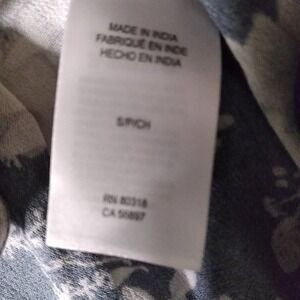 MADE IN INDIA
FABRIQUÉ EN INDE
HECHO EN INDIA
S/P/CH
RN 80318
CA 56897